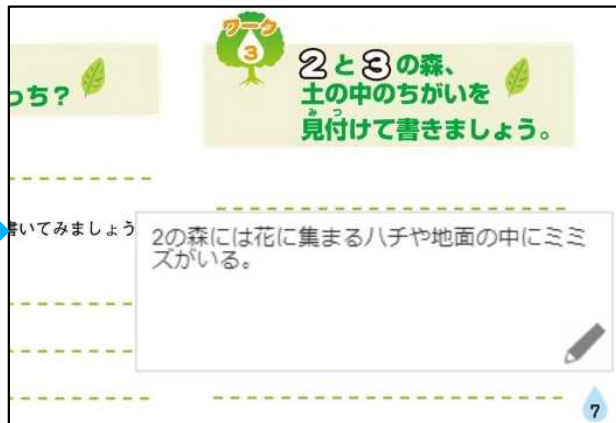 ワーク
3
2と3の森、
土の中のちがいを
見付けて書きましょう。
みつ
っち？
書いてみましょう
2の森には花に集まるハチや地面の中にミミ
ズがいる。
7